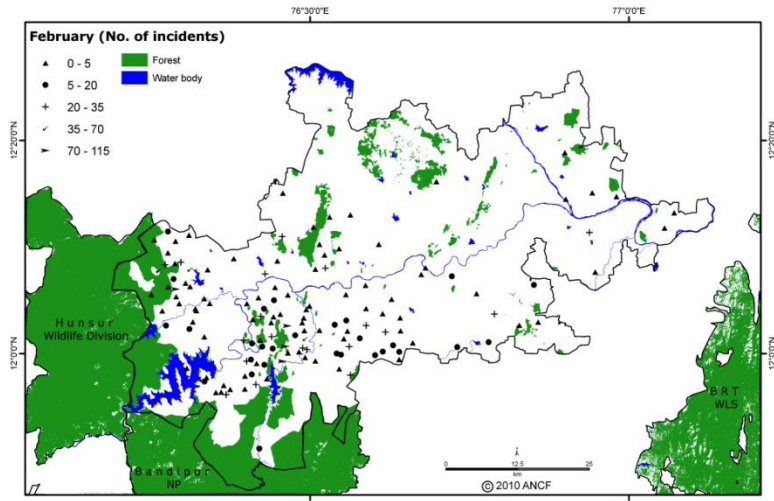 76°30'0"E
77°0'0"E
February (No. of incidents)
0 - 5
5 - 20
20 - 35
35 - 70
70 - 115
Forest
Water body
12°20'0"N
12°20'0"N
Hunsur
Wildlife Division
12°0'0"N
12°0'0"N
BRT
WLS
Bandipur
NP
0
12.5
25
km
© 2010 ANCF